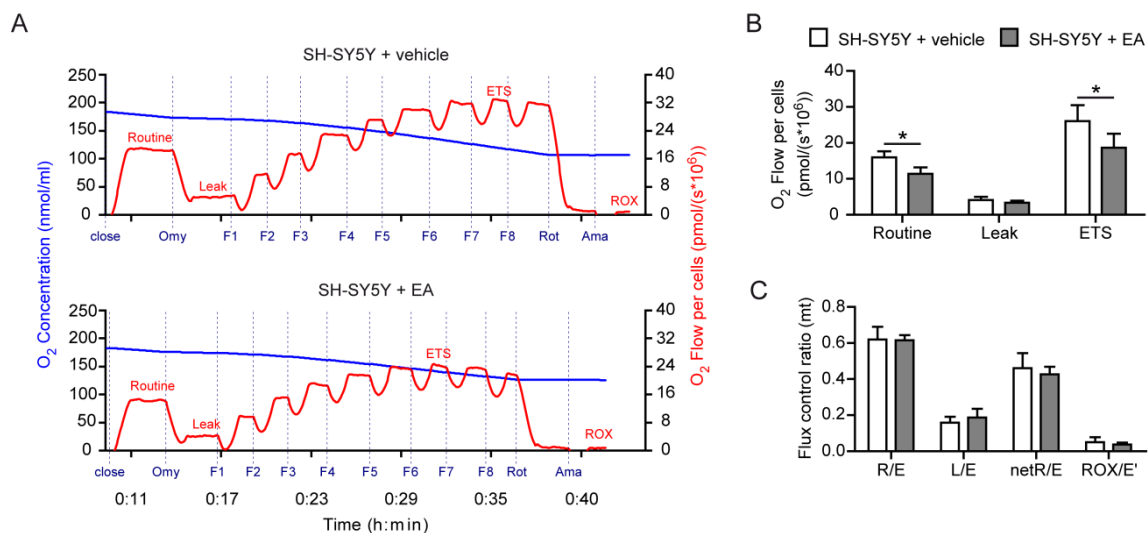 A
SH-SY5Y + vehicle
250
200
150
100
50
0
40
32
24
16
8
0
Routine
Leak
ETS
ROX
close Omy F1 F2 F3 F4 F5 F6 F7 F8 Rot Ama
O2 Concentration (nmol/ml)
O2 Flow per cells (pmol/(s*10^6))
SH-SY5Y + EA
250
200
150
100
50
0
40
32
24
16
8
0
Routine
Leak
ETS
ROX
close Omy F1 F2 F3 F4 F5 F6 F7 F8 Rot Ama
0:11 0:17 0:23 0:29 0:35 0:40
Time (h:min)
B
SH-SY5Y + vehicle SH-SY5Y + EA
O2 Flow per cells
(pmol/(s*10^6))
40
30
20
10
0
* *
Routine Leak ETS
C
Flux control ratio (mt)
0.8
0.6
0.4
0.2
0.0
R/E L/E netR/E ROX/E'